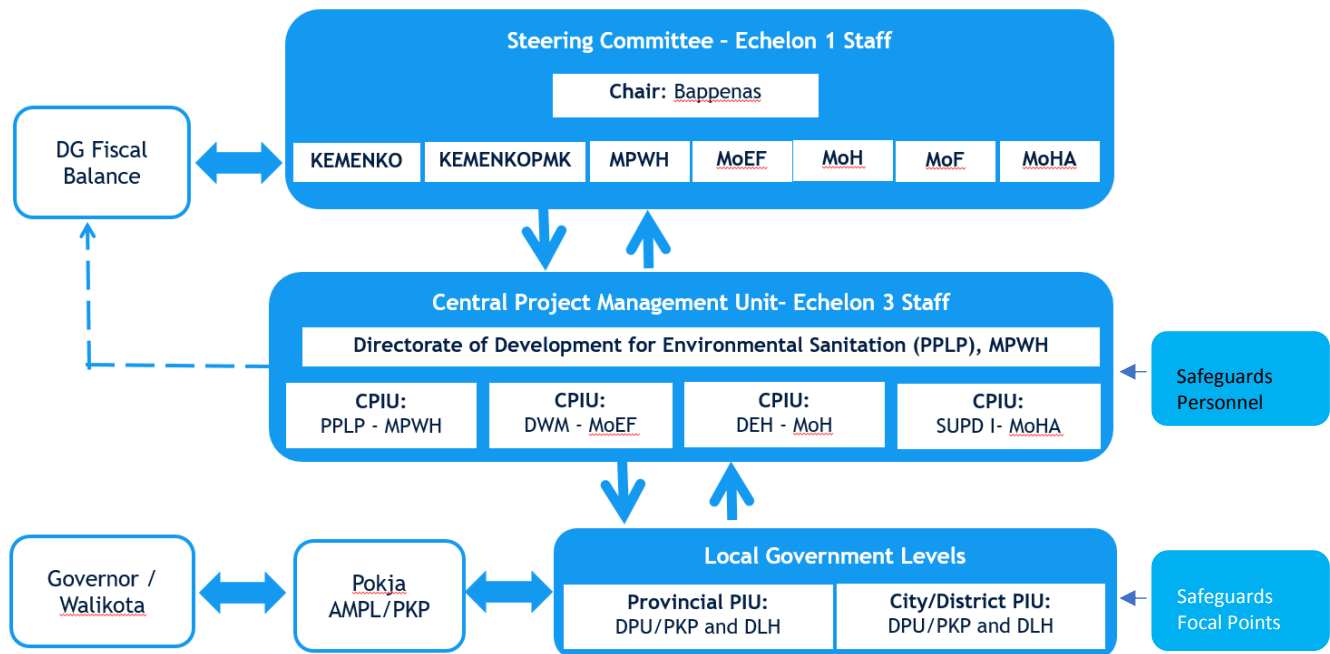 Steering Committee – Echelon 1 Staff
Chair: Bappenas
DG Fiscal
Balance
KEMENKO
KEMENKOPMK
MPWH
MoEF
MoH
MoF
MoHA
Central Project Management Unit- Echelon 3 Staff
Directorate of Development for Environmental Sanitation (PPLP), MPWH
CPIU:
PPLP - MPWH
CPIU:
DWM - MoEF
CPIU:
DEH - MoH
CPIU:
SUPD I- MoHA
Safeguards
Personnel
Governor /
Walikota
Pokja
AMPL/PKP
Local Government Levels
Provincial PIU:
DPU/PKP and DLH
City/District PIU:
DPU/PKP and DLH
Safeguards
Focal Points